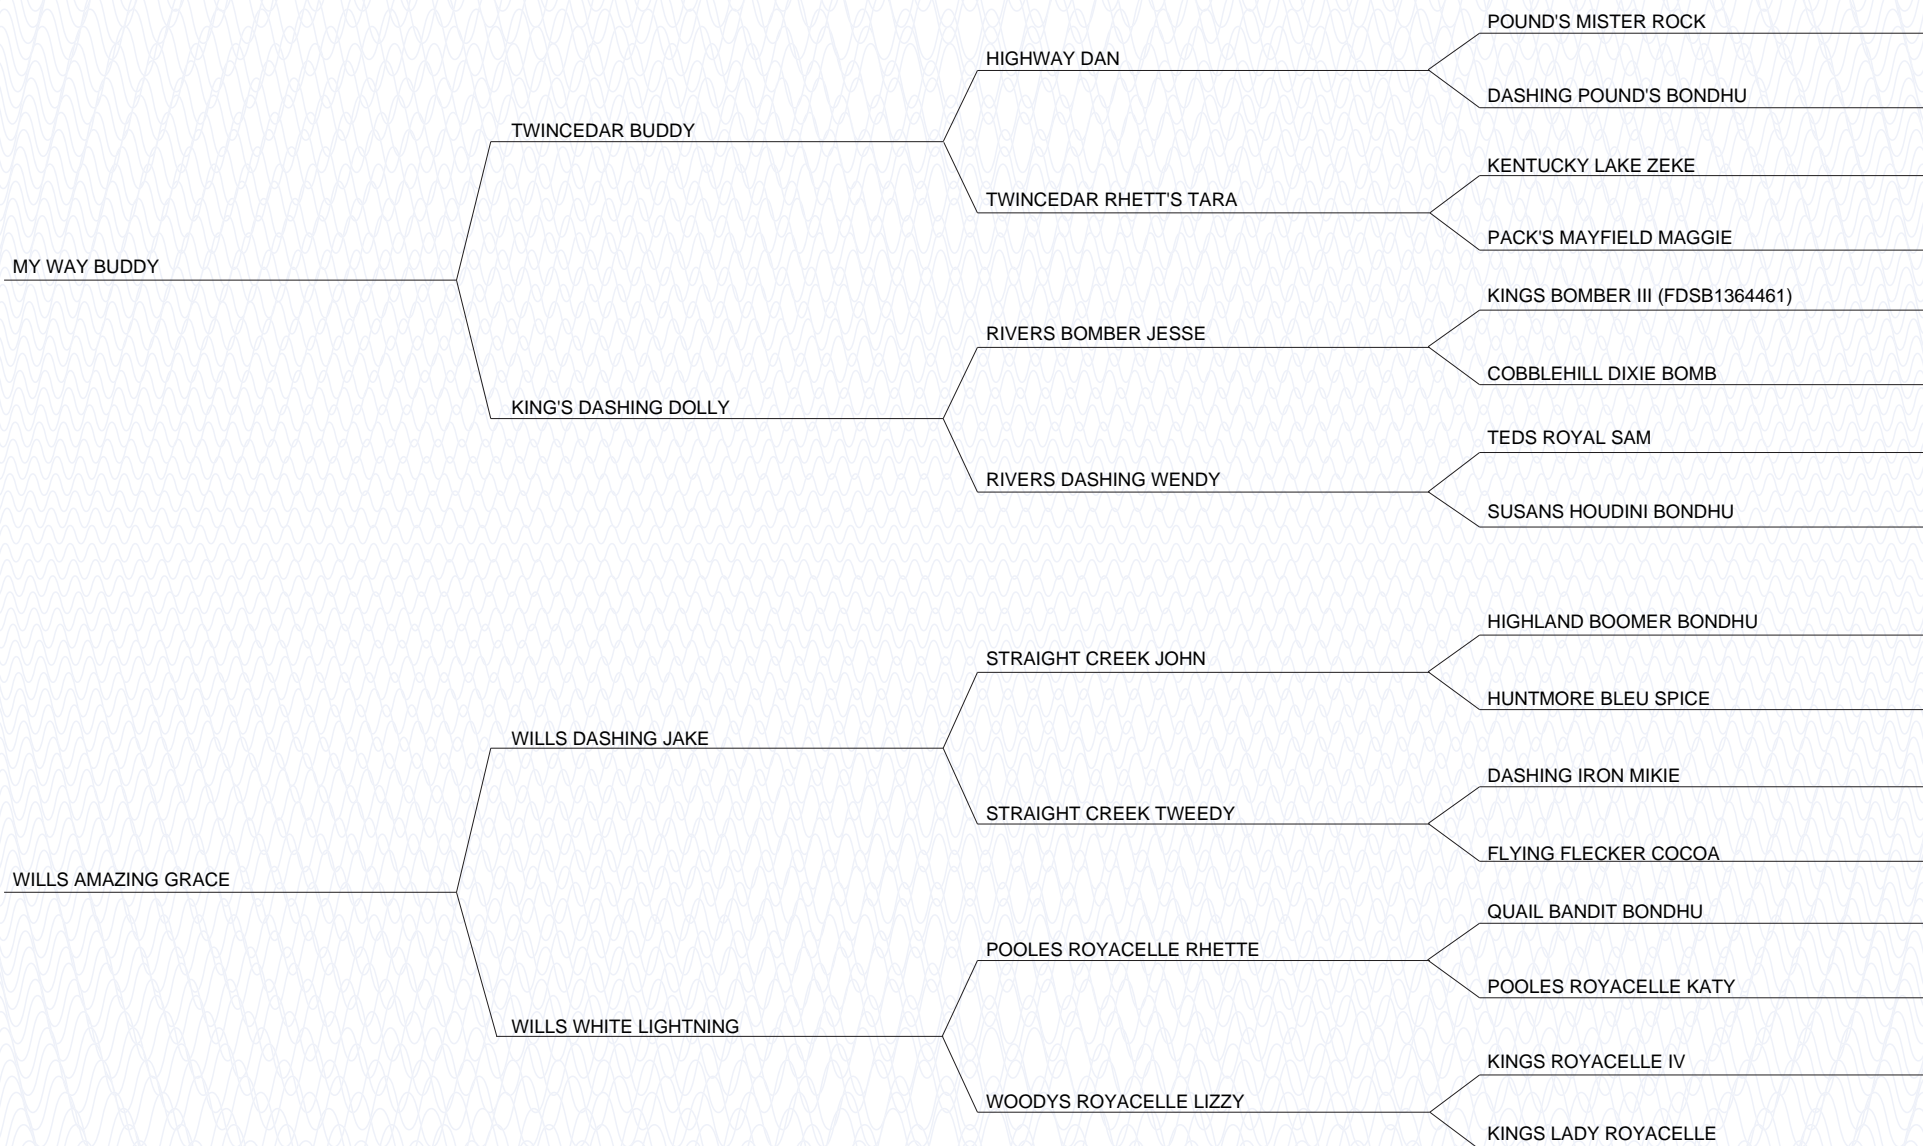 POUND'S MISTER ROCK
HIGHWAY DAN
DASHING POUND'S BONDHU
TWINCEDAR BUDDY
KENTUCKY LAKE ZEKE
TWINCEDAR RHETT'S TARA
PACK'S MAYFIELD MAGGIE
MY WAY BUDDY
KINGS BOMBER III (FDSB1364461)
RIVERS BOMBER JESSE
COBBLEHILL DIXIE BOMB
KING'S DASHING DOLLY
TEDS ROYAL SAM
RIVERS DASHING WENDY
SUSANS HOUDINI BONDHU
HIGHLAND BOOMER BONDHU
STRAIGHT CREEK JOHN
HUNTMORE BLEU SPICE
WILLS DASHING JAKE
DASHING IRON MIKIE
STRAIGHT CREEK TWEEDY
FLYING FLECKER COCOA
WILLS AMAZING GRACE
QUAIL BANDIT BONDHU
POOLES ROYACELLE RHETTE
POOLES ROYACELLE KATY
WILLS WHITE LIGHTNING
KINGS ROYACELLE IV
WOODYS ROYACELLE LIZZY
KINGS LADY ROYACELLE